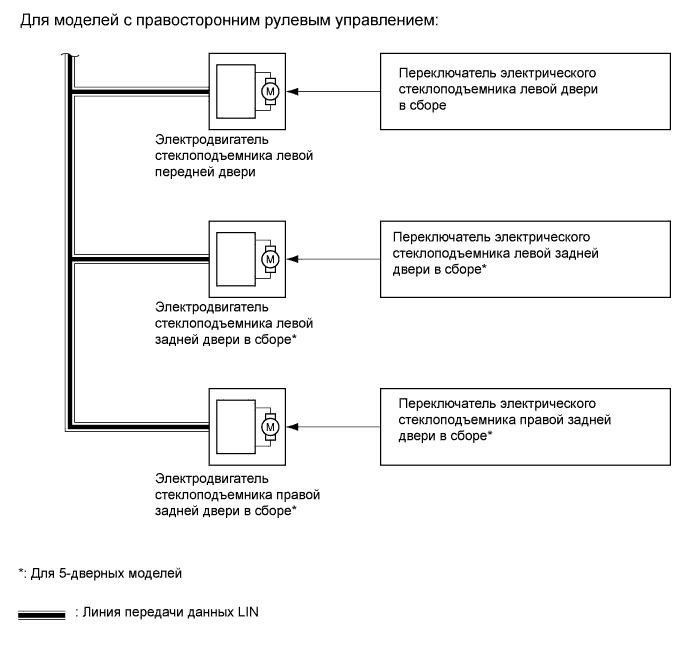 Для моделей с правосторонним рулевым управлением:
M
Переключатель электрического
стеклоподъемника левой двери
в сборе
Электродвигатель
стеклоподъемника левой
передней двери
M
Переключатель электрического
стеклоподъемника левой задней
двери в сборе*
Электродвигатель
стеклоподъемника левой
задней двери в сборе*
M
Переключатель электрического
стеклоподъемника правой задней
двери в сборе*
Электродвигатель
стеклоподъемника правой
задней двери в сборе*
*: Для 5-дверных моделей
: Линия передачи данных LIN